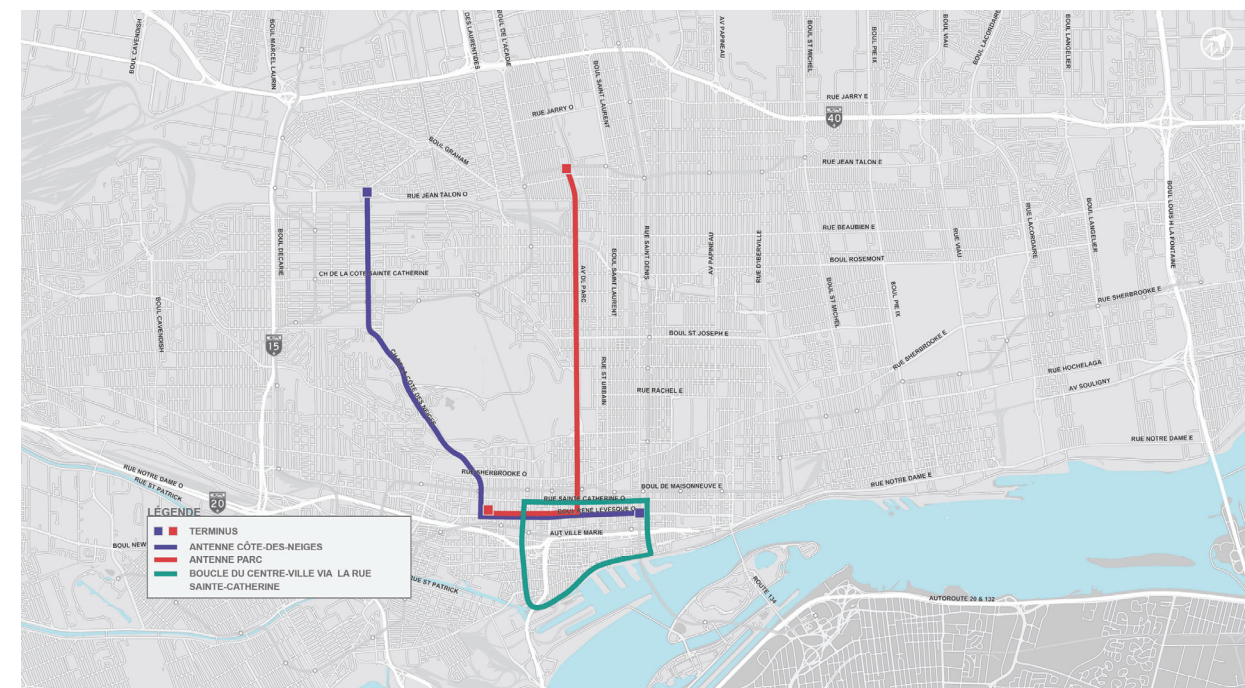 BOUL CAVENDISH
BOUL MARCEL LAURIN
DES LAURENTIDES
BOUL DE L'ACADIE
AV PAPINEAU
BOUL ST MICHEL
BOUL PIE IX
BOUL VIAU
BOUL LACORDAIRE
BOUL LANGELIER
BOUL SAINT LAURENT
RUE JARRY O
RUE JARRY E
40
BOUL GRAHAM
RUE JEAN TALON E
RUE JEAN TALON O
BOUL LOUIS H LA FONTAINE
RUE LACORDAIRE
BOUL LANGELIER
BOUL DECARIE
RUE SAINT DENIS
AV PAPINEAU
RUE D'IBERVILLE
RUE BEAUBIEN E
RUE VIAU
BOUL SAINT LAURENT
BOUL ROSEMONT
CH DE LA COTE SAINTE CATHERINE
AV DU PARC
BOUL ST MICHEL
BOUL PIE IX
RUE SHERBROOKE E
BOUL CAVENDISH
15
BOUL ST JOSEPH E
RUE SHERBROOKE E
RUE ST URBAIN
RUE HOCHELAGA
AV SOULIGNY
RUE RACHEL E
RUE NOTRE DAME E
RUE NOTRE DAME O
RUE ST PATRICK
RUE SHERBROOKE O
BOUL DE MAISONNEUVE E
RUE NOTRE DAME E
20
RUE SAINTE CATHERINE O
BOUL RENE LEVESQUE O
AUT VILLE MARIE
BOUL NEW
LÉGENDE
TERMINUS
ANTENNE CÔTE-DES-NEIGES
ANTENNE PARC
BOUCLE DU CENTRE-VILLE VIA LA RUE
SAINTE-CATHERINE
RUE ST PATRICK
ROUTE 134
AUTOROUTE 20 & 132